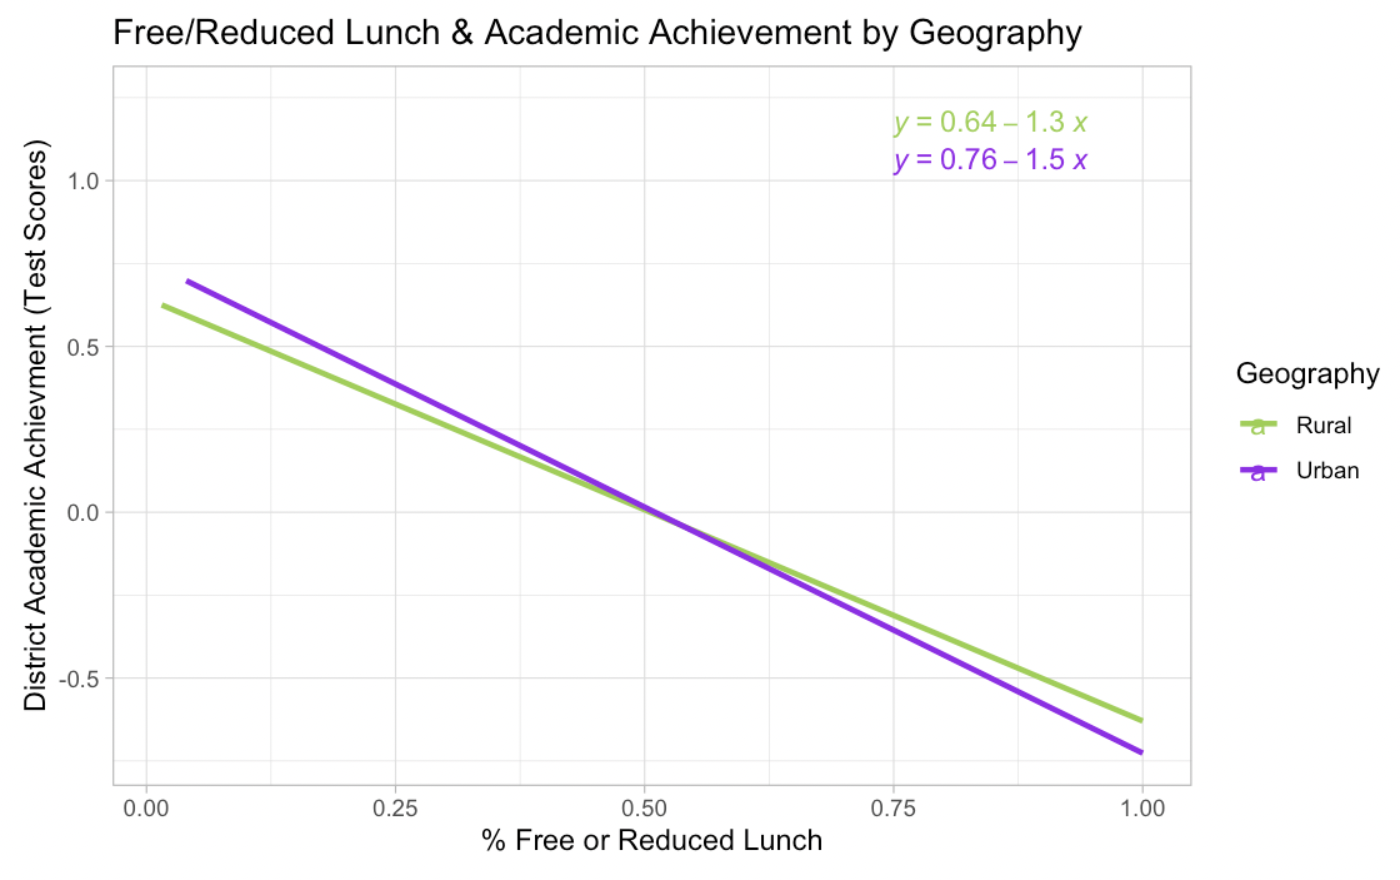 Free/Reduced Lunch & Academic Achievement by Geography
y = 0.64 – 1.3 x
y = 0.76 – 1.5 x
District Academic Achievment (Test Scores)
1.0
0.5
0.0
-0.5
0.00 0.25 0.50 0.75 1.00
% Free or Reduced Lunch
Geography
a Rural
a Urban